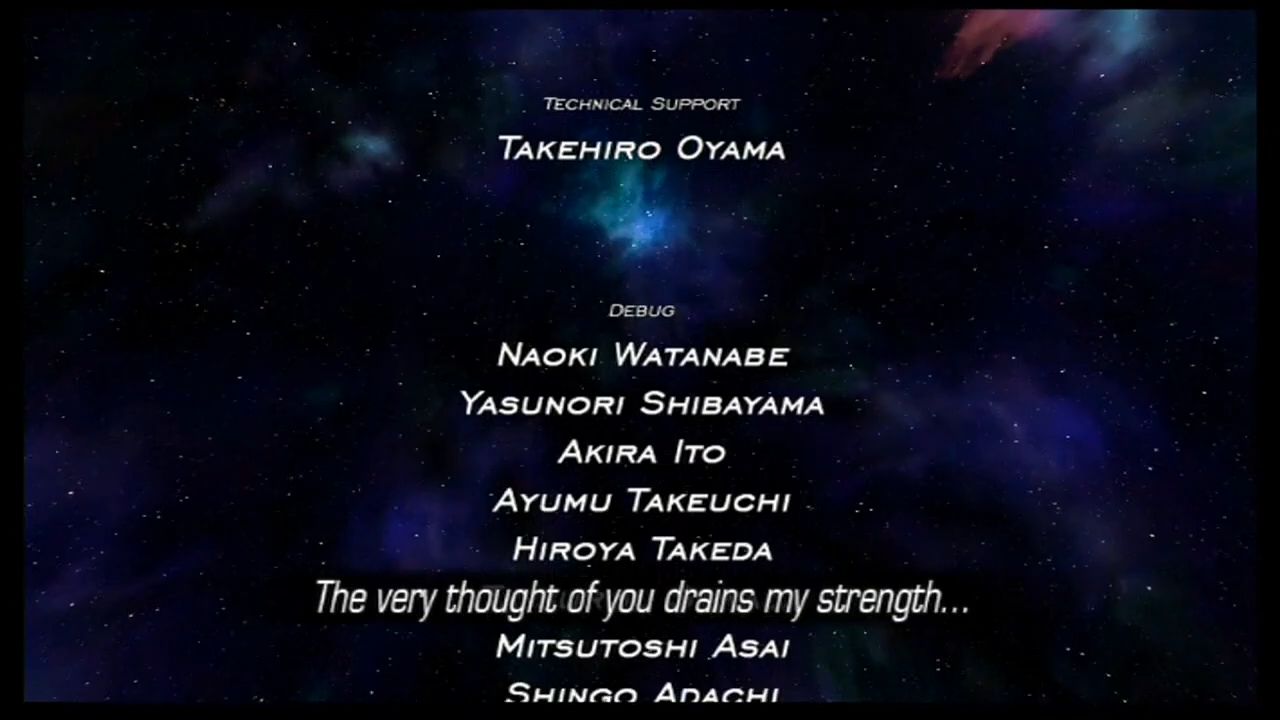 TECHNICAL SUPPORT
TAKEHIRO OYAMA
DEBUG
NAOKI WATANABE
YASUNORI SHIBAYAMA
AKIRA ITO
AYUMU TAKEUCHI
HIROYA TAKEDA
The very thought of you drains my strength...
MITSUTOSHI ASAI
SHINGO ADACHI